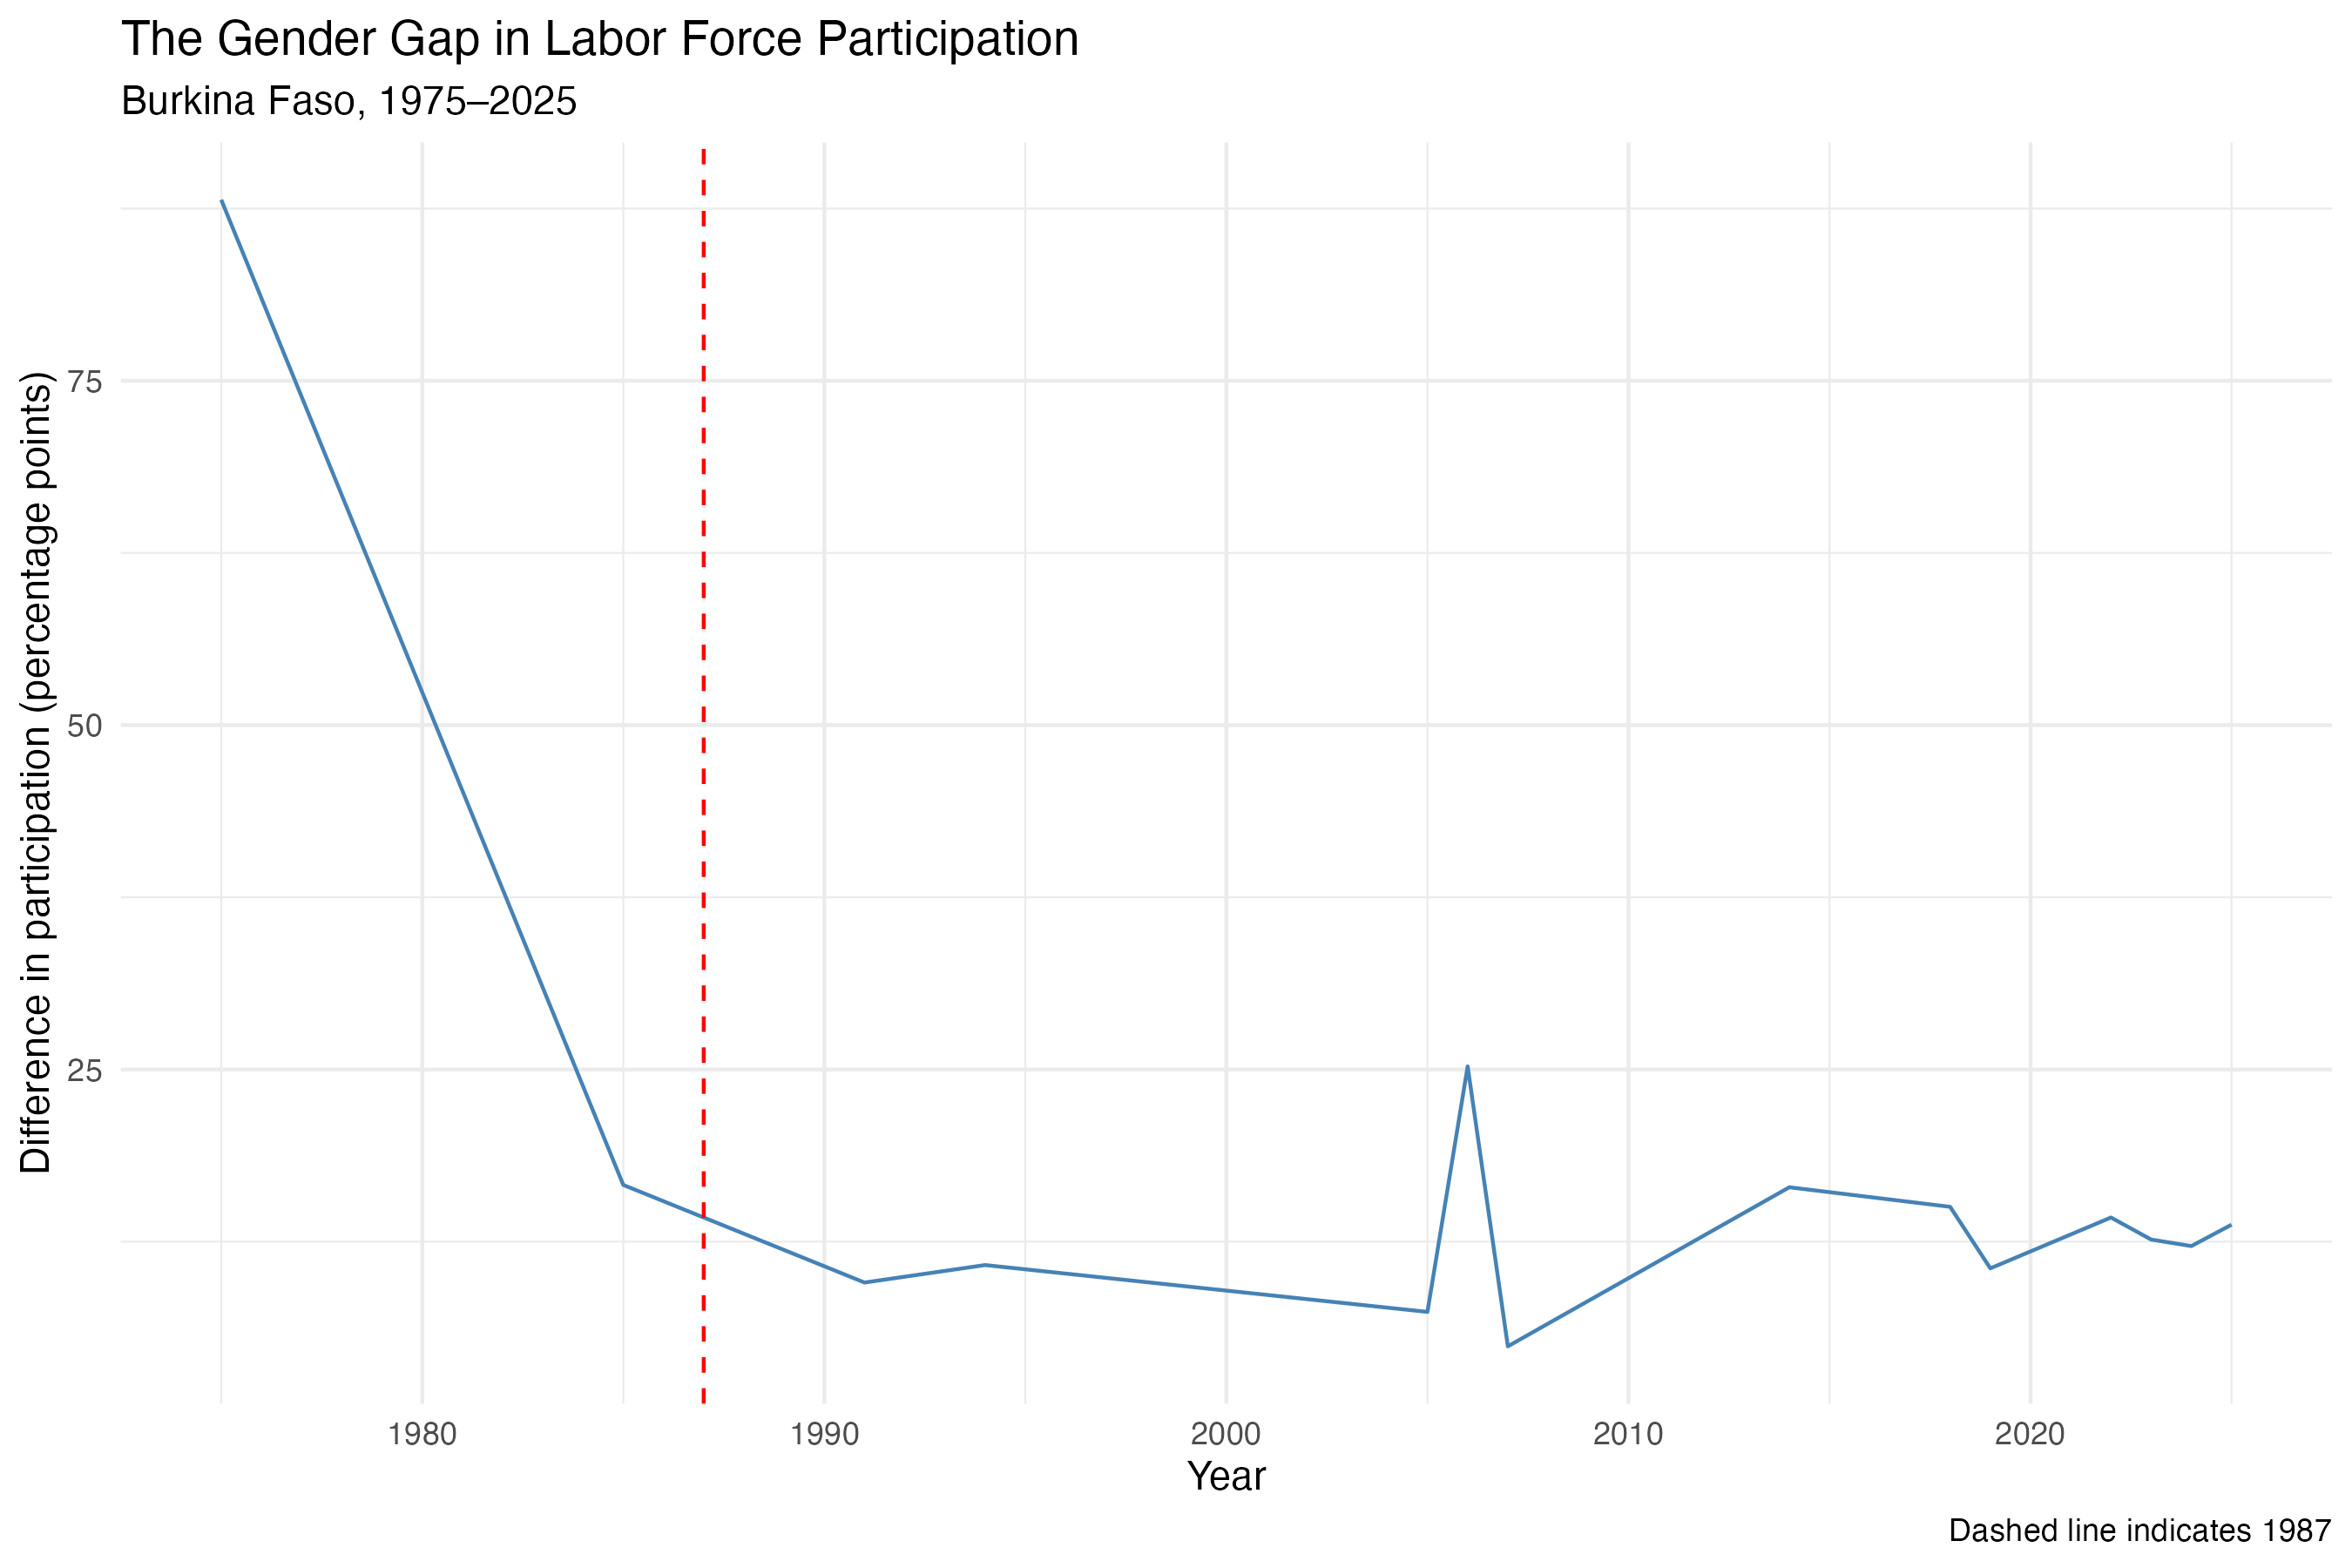 The Gender Gap in Labor Force Participation
Burkina Faso, 1975–2025
Difference in participation (percentage points)
75
50
25
1980
1990
2000
2010
2020
Year
Dashed line indicates 1987